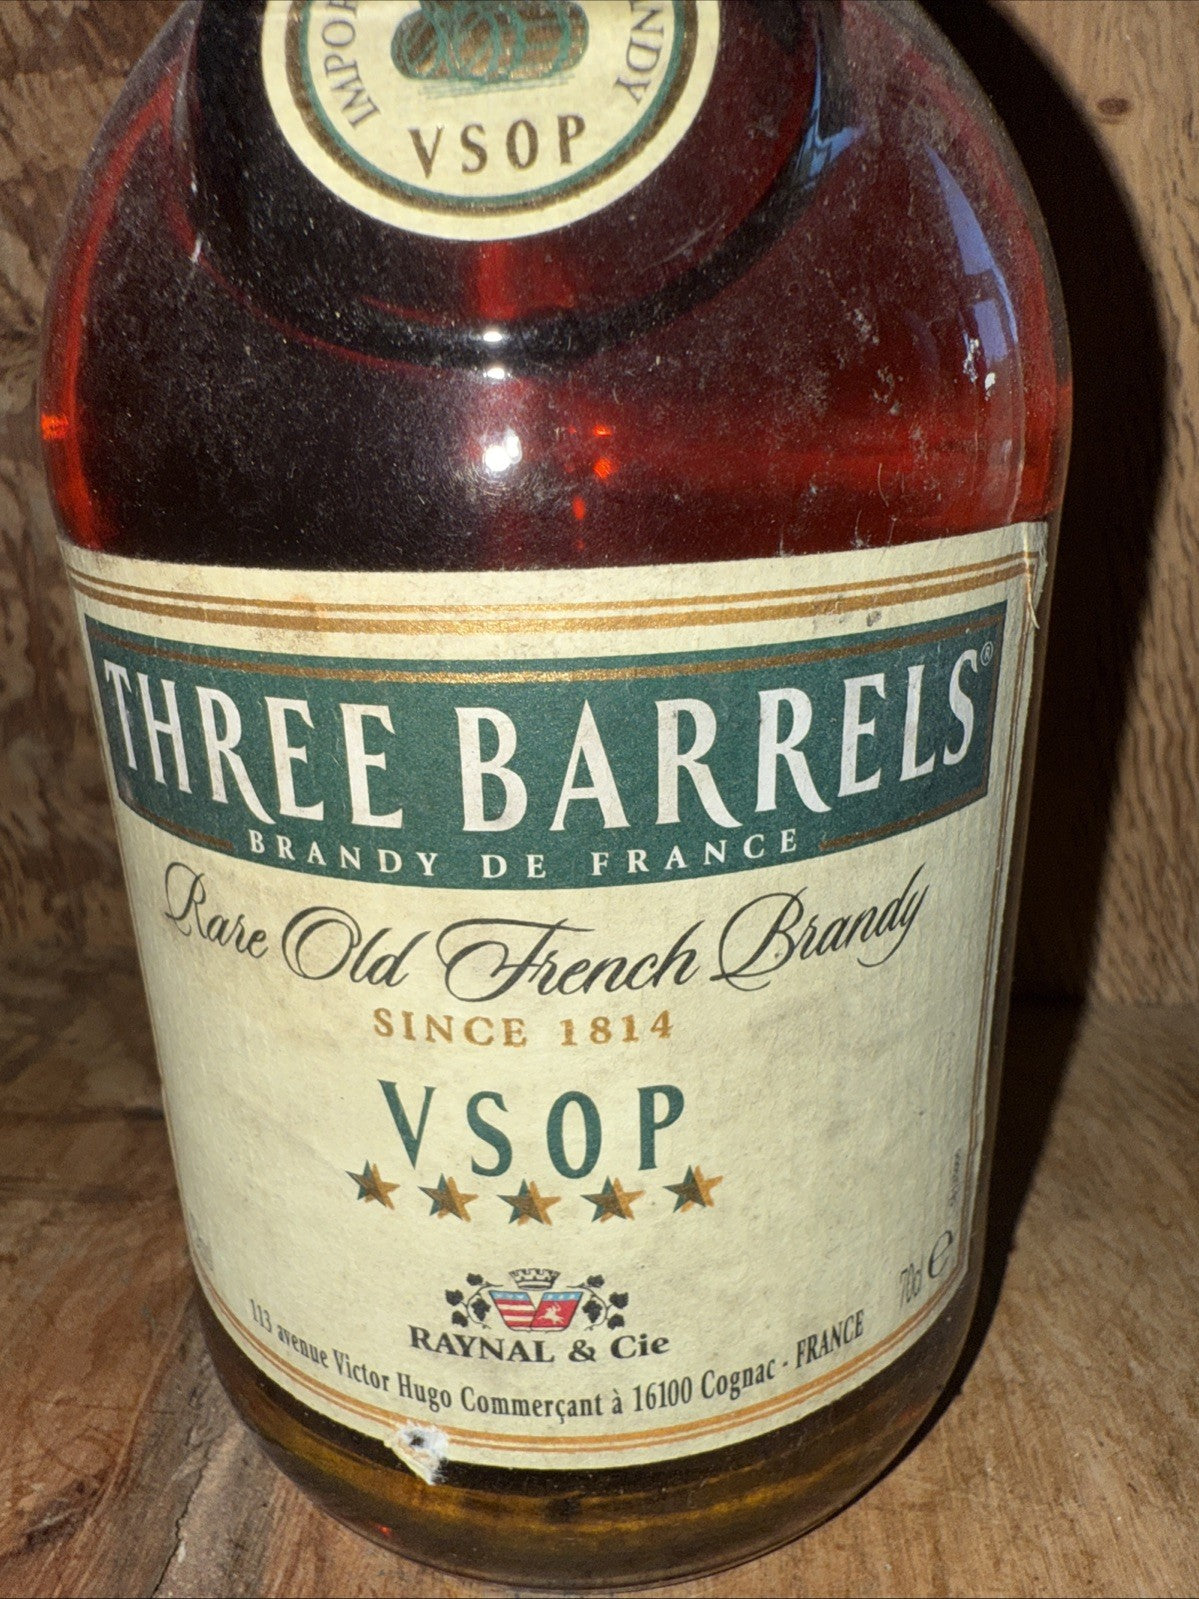 VSOP
THREE BARRELS®
BRANDY DE FRANCE
Rare Old French Brandy
SINCE 1814
VSOP
70cl e
RAYNAL & Cie
113 avenue Victor Hugo Commerçant à 16100 Cognac - FRANCE